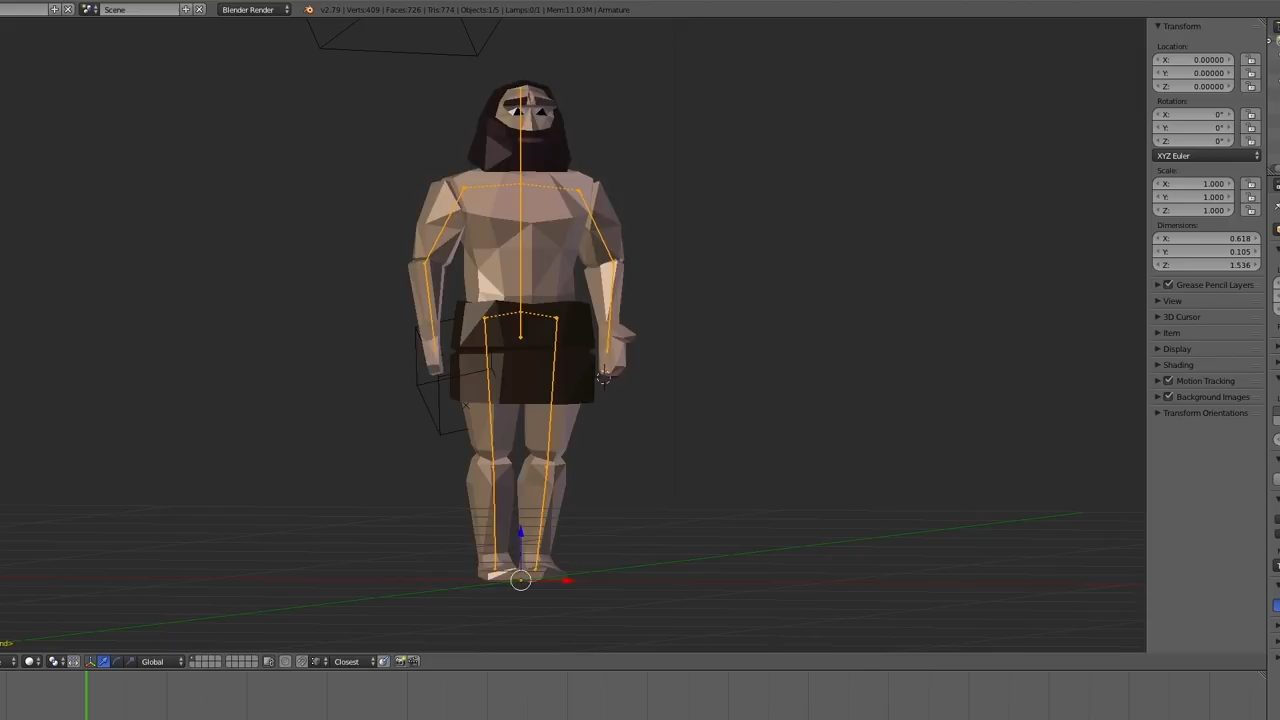 Scene
Blender Render
v2.79 | Verts:409 | Faces:726 | Tris:774 | Objects:1/5 | Lamps:0/1 | Mem:11.03M | Armature
Transform
Location:
X: 0.00000
Y: 0.00000
Z: 0.00000
Rotation:
X: 0°
Y: 0°
Z: 0°
XYZ Euler
Scale:
X: 1.000
Y: 1.000
Z: 1.000
Dimensions:
X: 0.618
Y: 0.105
Z: 1.536
Grease Pencil Layers
View
3D Cursor
Item
Display
Shading
Motion Tracking
Background Images
Transform Orientations
Global
Closest